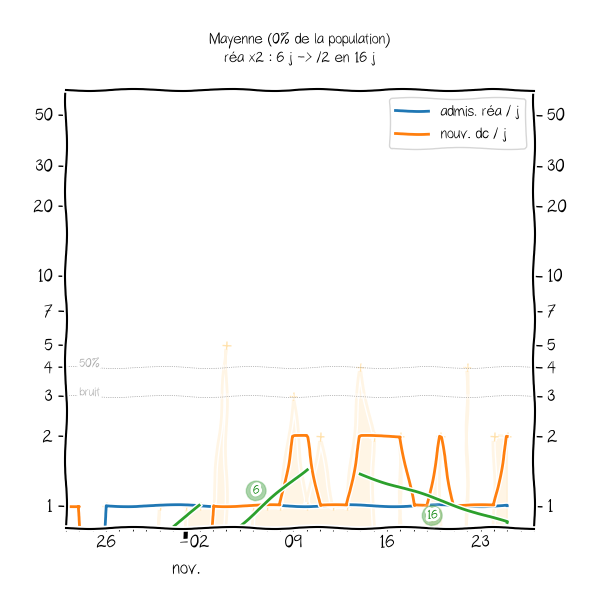 Mayenne (0% de la population)
réa x2 : 6 j -> /2 en 16 j
admis. réa / j
nouv. dc / j
50 50
30 30
20 20
10 10
7 7
5 5
50%
4 4
bruit
3 3
2 2
6
1 1
16
26 02 09 16 23
nov.